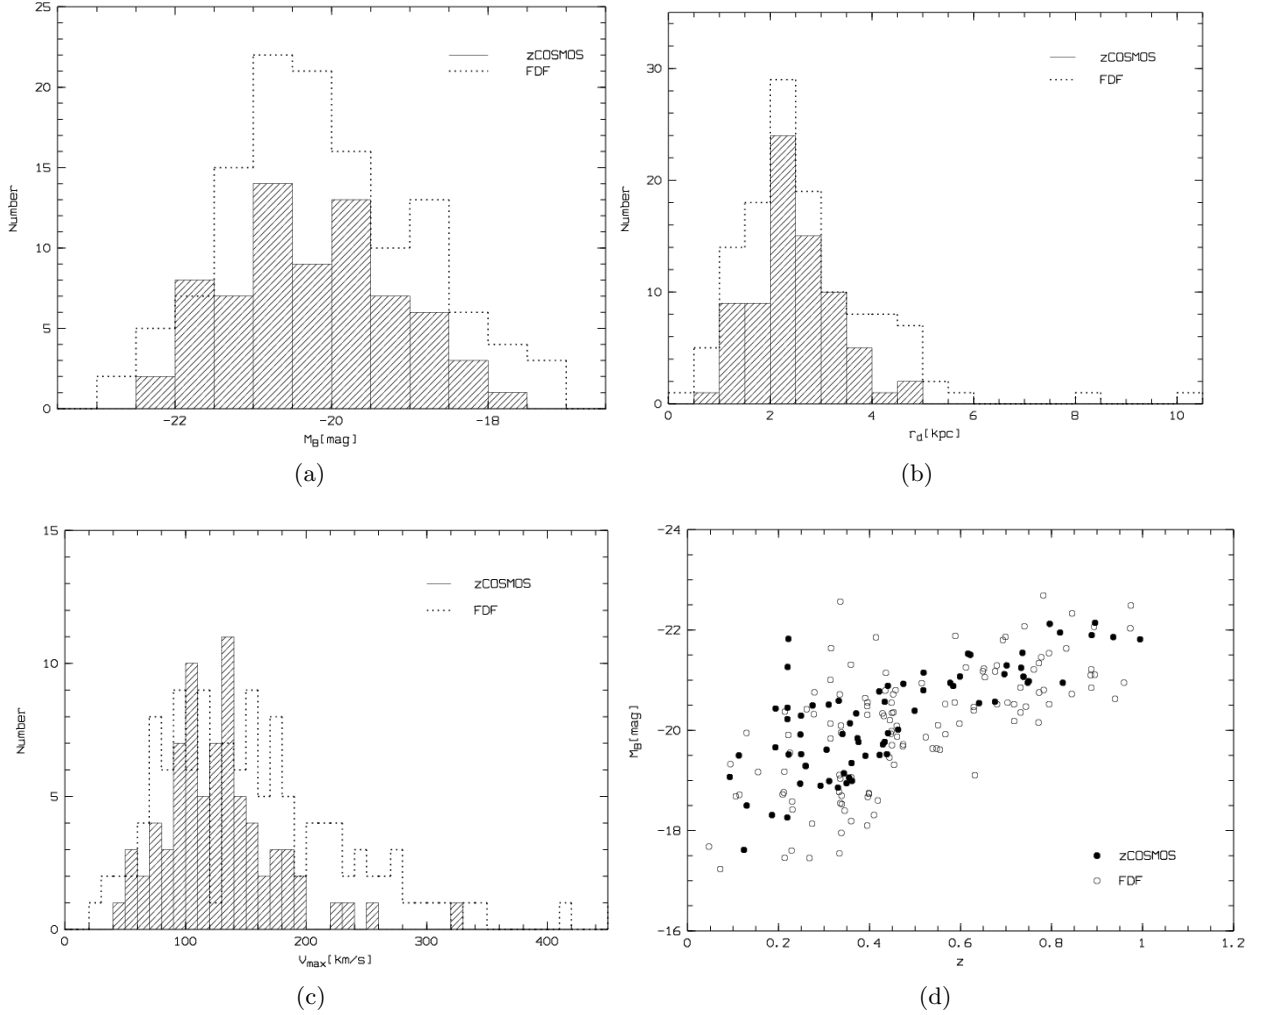 25
20
15
10
5
0
Number
zCOSMOS
FDF
-22
-20
-18
M_B[mag]
(a)
30
20
10
0
Number
zCOSMOS
FDF
0
2
4
6
8
10
r_d[kpc]
(b)
15
10
5
0
Number
zCOSMOS
FDF
0
100
200
300
400
V_max[km/s]
(c)
-24
-22
-20
-18
-16
M_B[mag]
zCOSMOS
FDF
0
0.2
0.4
0.6
0.8
1
1.2
z
(d)